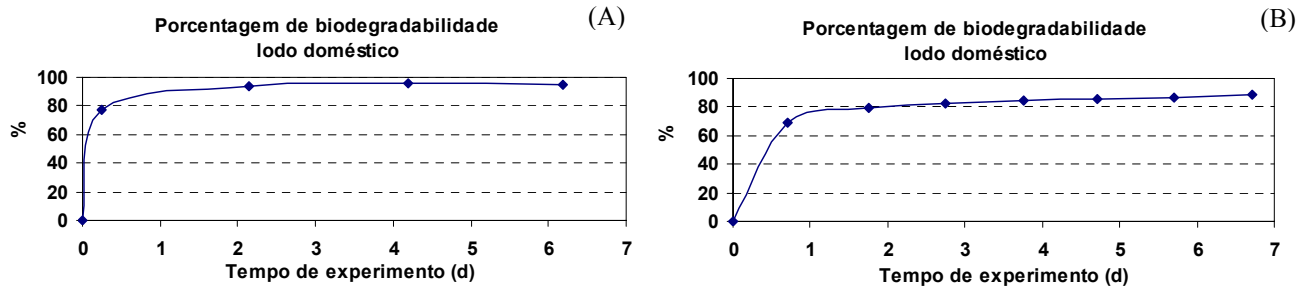 Porcentagem de biodegradabilidade
lodo doméstico
(A)
100
80
60
40
20
0
%
0 1 2 3 4 5 6 7
Tempo de experimento (d)
Porcentagem de biodegradabilidade
lodo doméstico
(B)
100
80
60
40
20
0
%
0 1 2 3 4 5 6 7
Tempo de experimento (d)